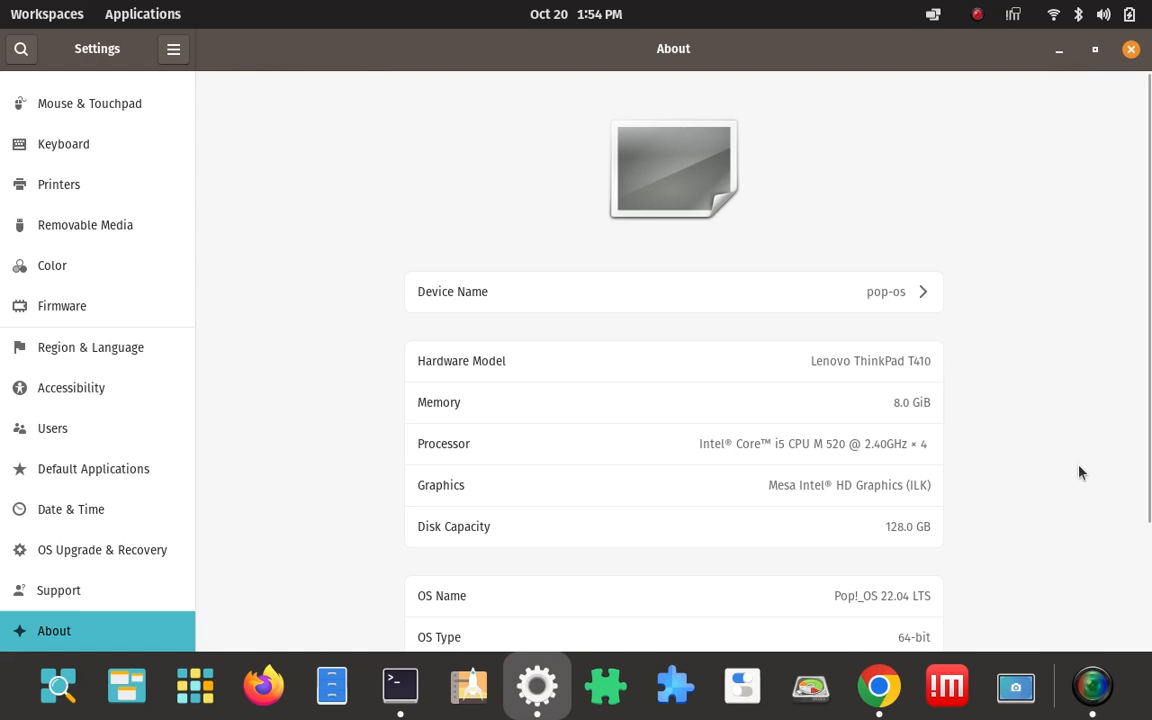 Workspaces Applications Oct 20 1:54 PM
Settings About
Mouse & Touchpad
Keyboard
Printers
Removable Media
Color
Firmware
Region & Language
Accessibility
Users
Default Applications
Date & Time
OS Upgrade & Recovery
Support
About
Device Name pop-os
Hardware Model Lenovo ThinkPad T410
Memory 8.0 GiB
Processor Intel® Core™ i5 CPU M 520 @ 2.40GHz × 4
Graphics Mesa Intel® HD Graphics (ILK)
Disk Capacity 128.0 GB
OS Name Pop!_OS 22.04 LTS
OS Type 64-bit
!m